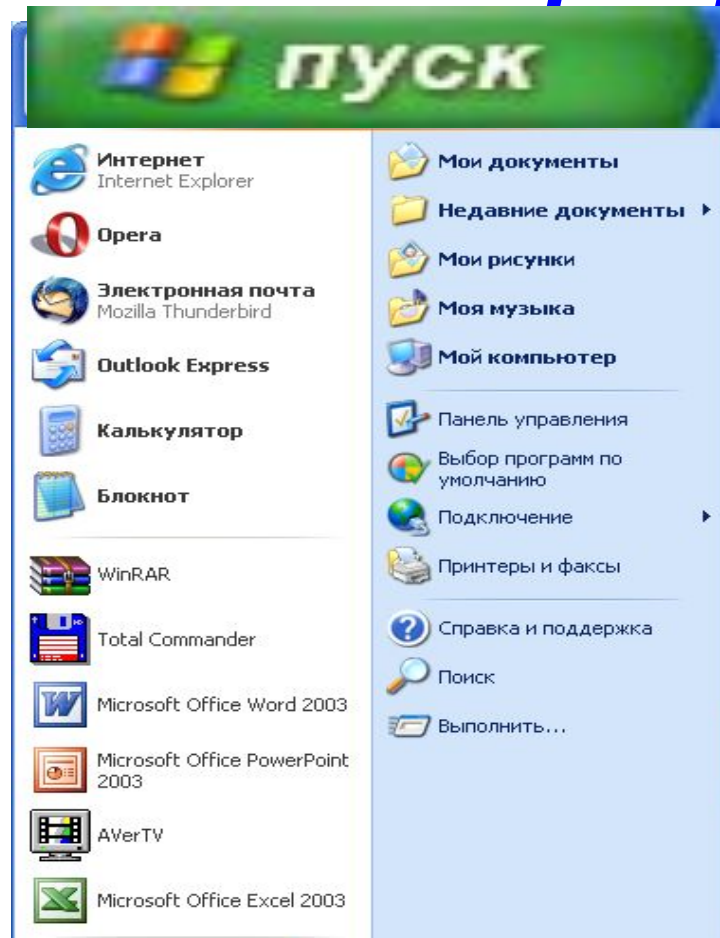 пуск
Интернет
Internet Explorer
Opera
Электронная почта
Mozilla Thunderbird
Outlook Express
Калькулятор
Блокнот
WinRAR
Total Commander
Microsoft Office Word 2003
Microsoft Office PowerPoint
2003
AVerTV
Microsoft Office Excel 2003
Мои документы
Недавние документы
Мои рисунки
Моя музыка
Мой компьютер
Панель управления
Выбор программ по
умолчанию
Подключение
Принтеры и факсы
Справка и поддержка
Поиск
Выполнить...